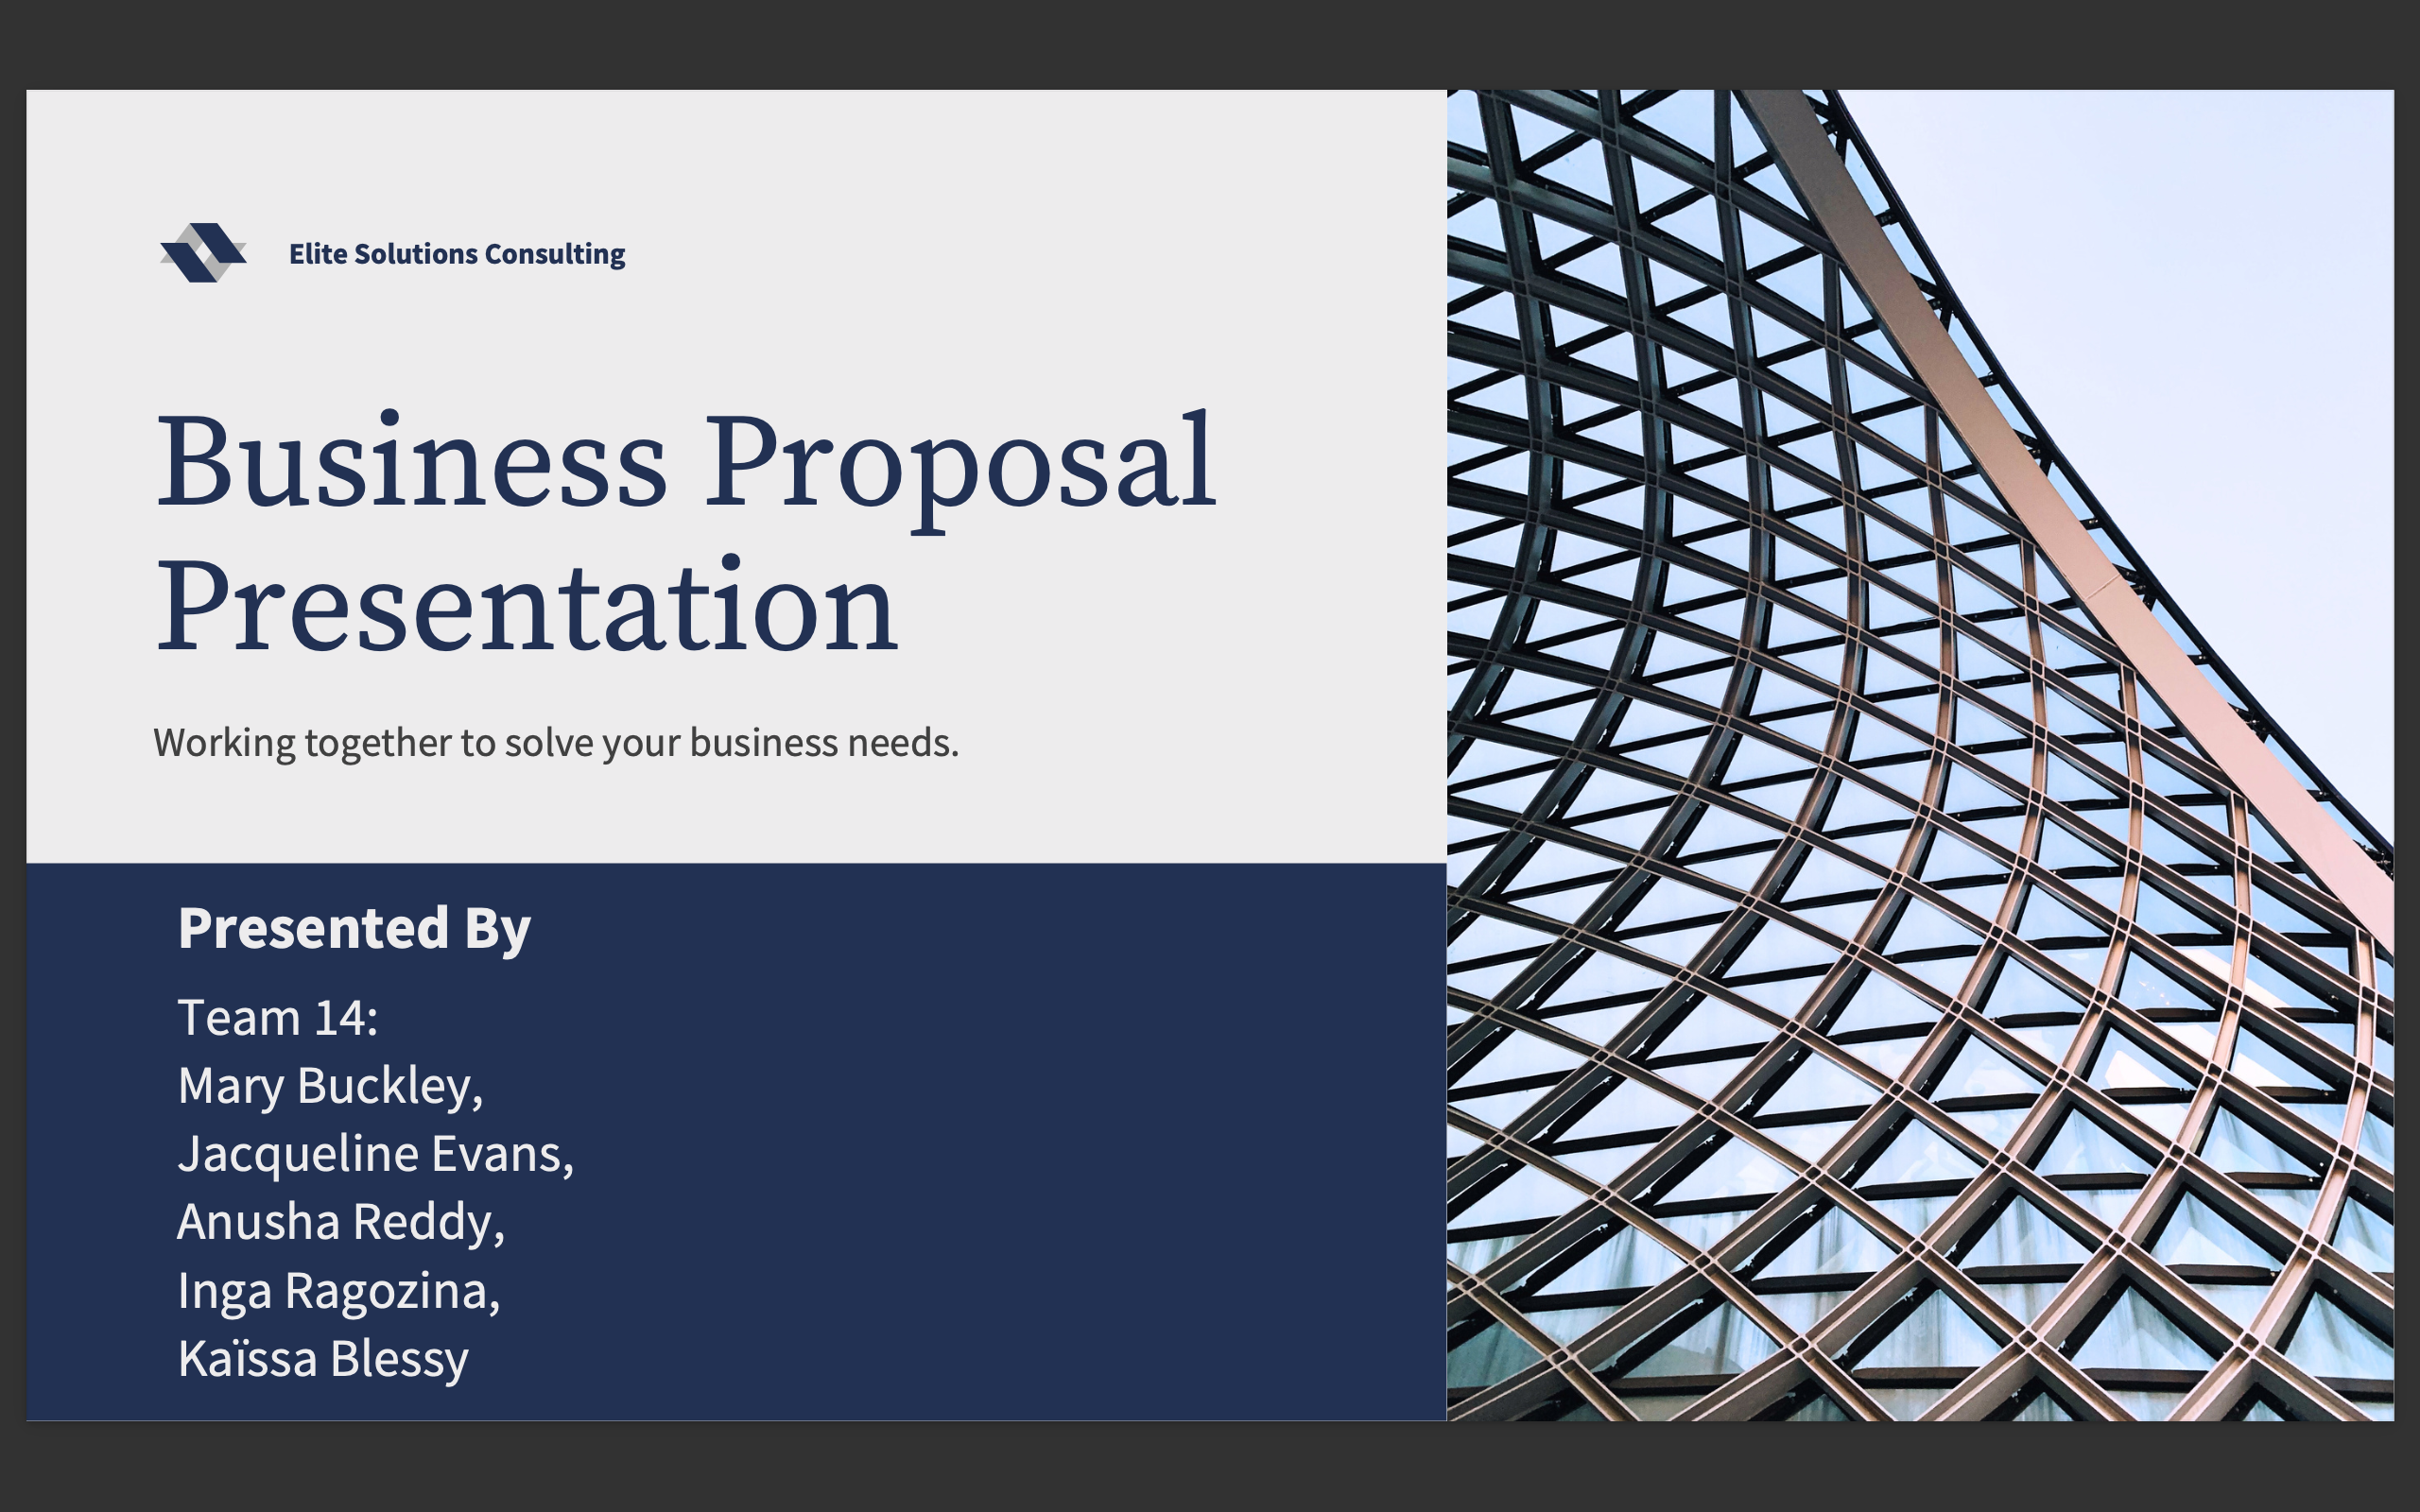 Elite Solutions Consulting
Business Proposal
Presentation
Working together to solve your business needs.
Presented By
Team 14:
Mary Buckley,
Jacqueline Evans,
Anusha Reddy,
Inga Ragozina,
Kaïssa Blessy